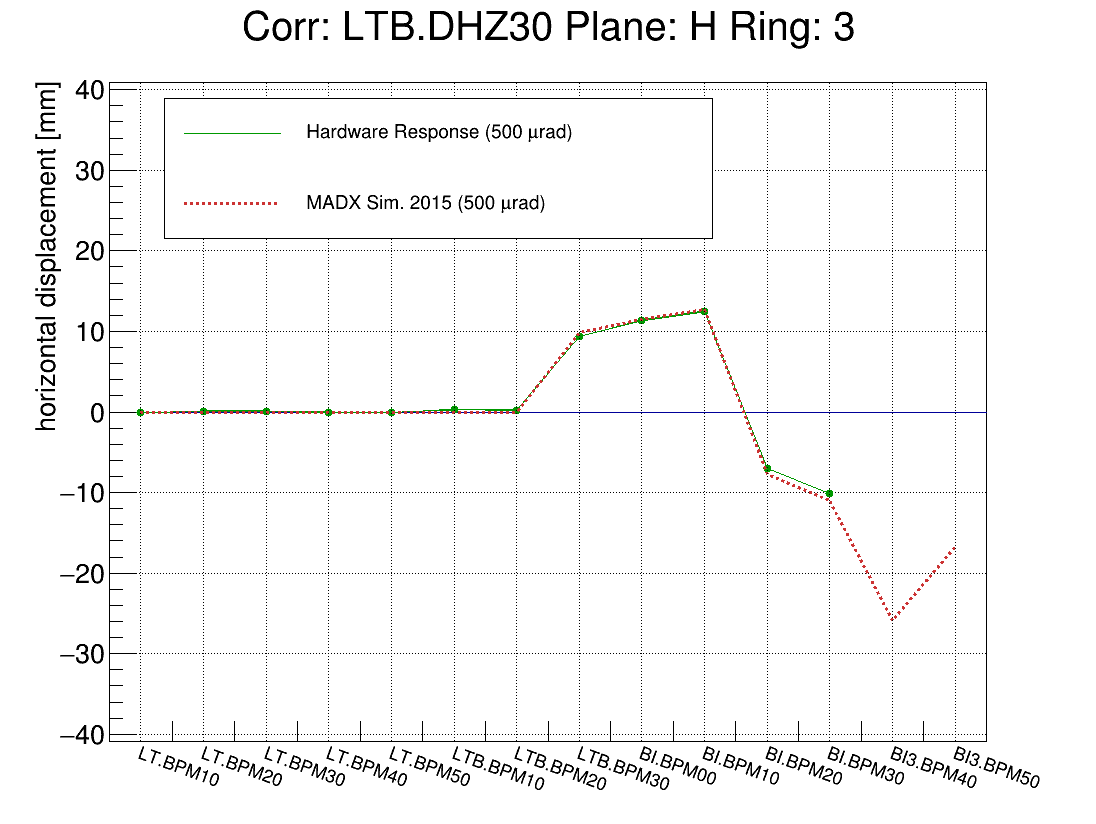 Corr: LTB.DHZ30 Plane: H Ring: 3
horizontal displacement [mm]
40
30
20
10
0
−10
−20
−30
−40
Hardware Response (500 μrad)
MADX Sim. 2015 (500 μrad)
LT.BPM10
LT.BPM20
LT.BPM30
LT.BPM40
LT.BPM50
LTB.BPM10
LTB.BPM20
LTB.BPM30
BI.BPM00
BI.BPM10
BI.BPM20
BI.BPM30
BI3.BPM40
BI3.BPM50